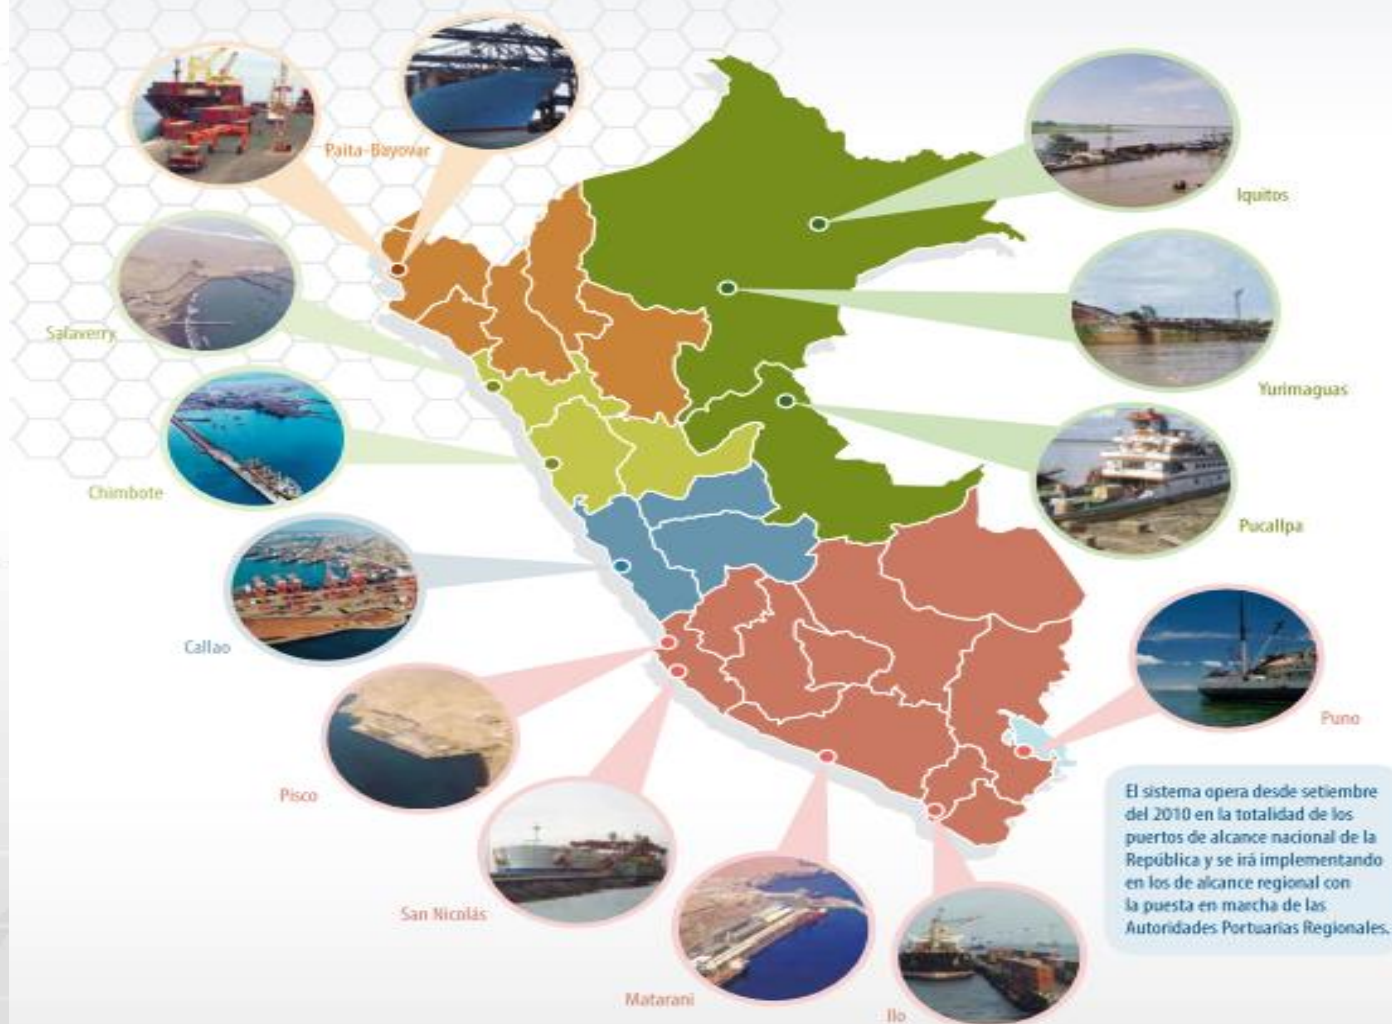 Paita-Bayovar
Iquitos
Salaverry
Yurimaguas
Chimbote
Pucallpa
Callao
Puno
Pisco
San Nicolás
Matarani
Ilo
El sistema opera desde setiembre
del 2010 en la totalidad de los
puertos de alcance nacional de la
República y se irá implementando
en los de alcance regional con
la puesta en marcha de las
Autoridades Portuarias Regionales.